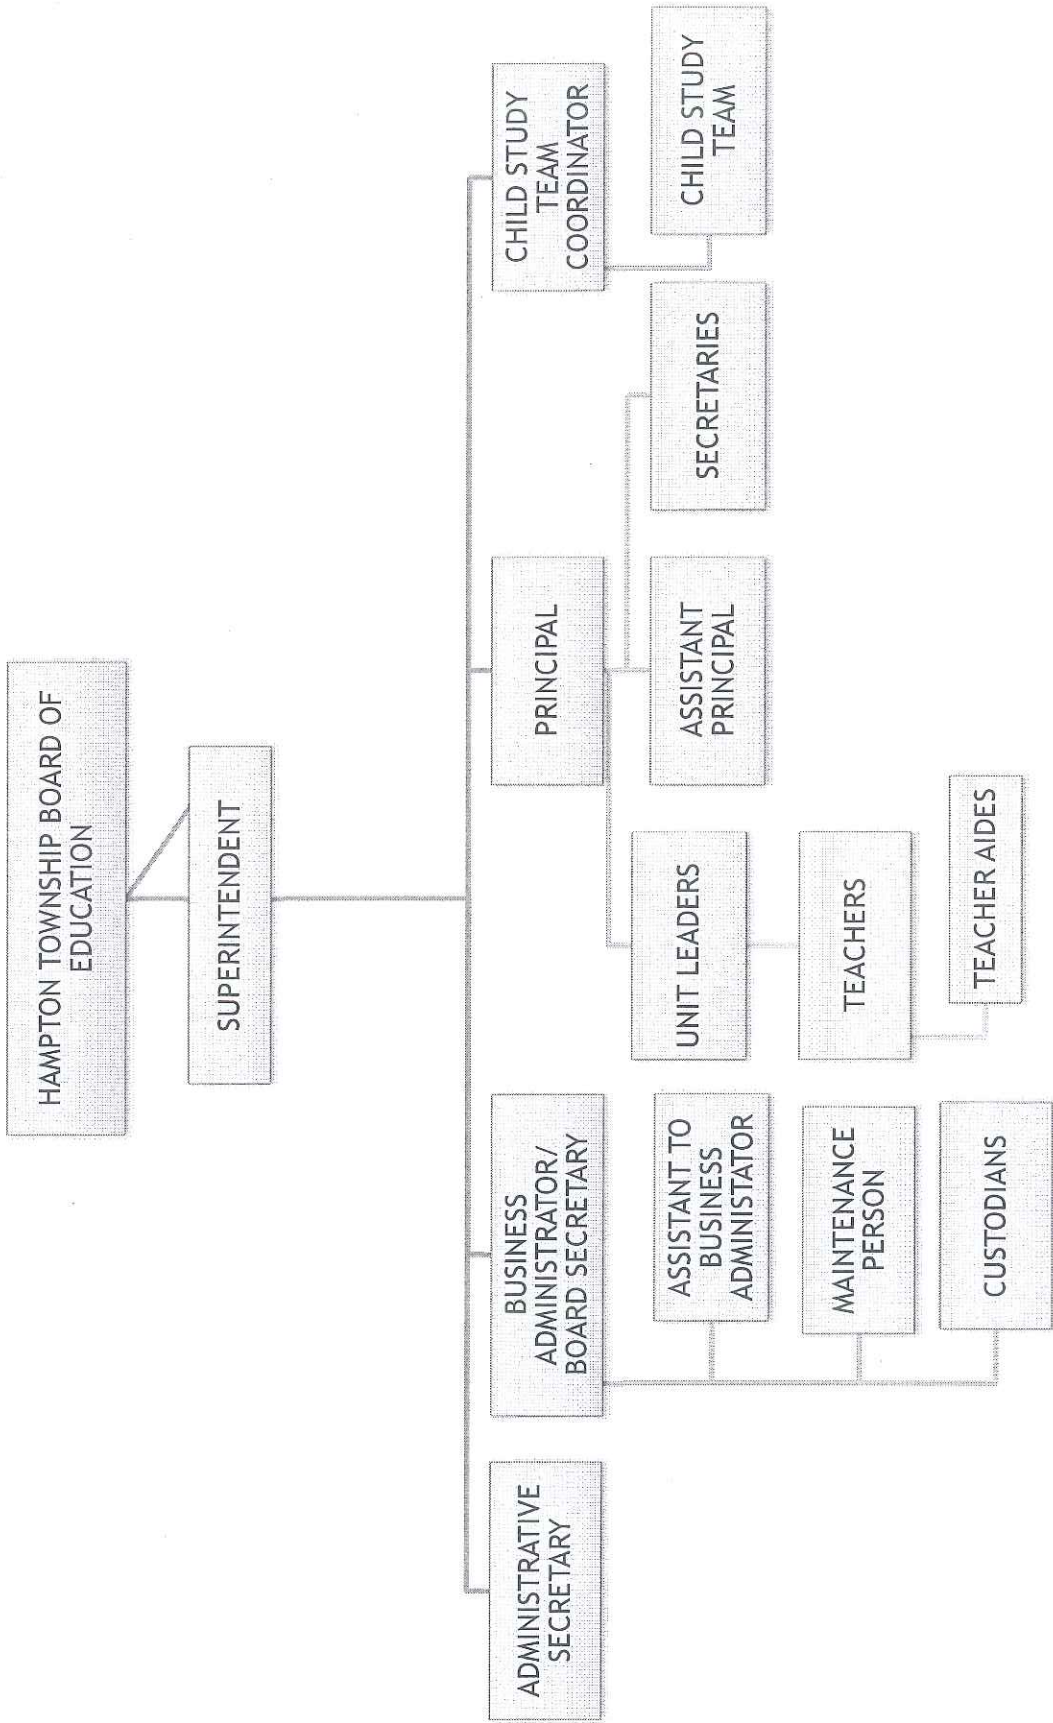 HAMPTON TOWNSHIP BOARD OF
EDUCATION
SUPERINTENDENT
ADMINISTRATIVE
SECRETARY
BUSINESS
ADMINISTRATOR/
BOARD SECRETARY
PRINCIPAL
CHILD STUDY
TEAM
COORDINATOR
ASSISTANT TO
BUSINESS
ADMINISTATOR
MAINTENANCE
PERSON
CUSTODIANS
UNIT LEADERS
TEACHERS
TEACHER AIDES
ASSISTANT
PRINCIPAL
SECRETARIES
CHILD STUDY
TEAM